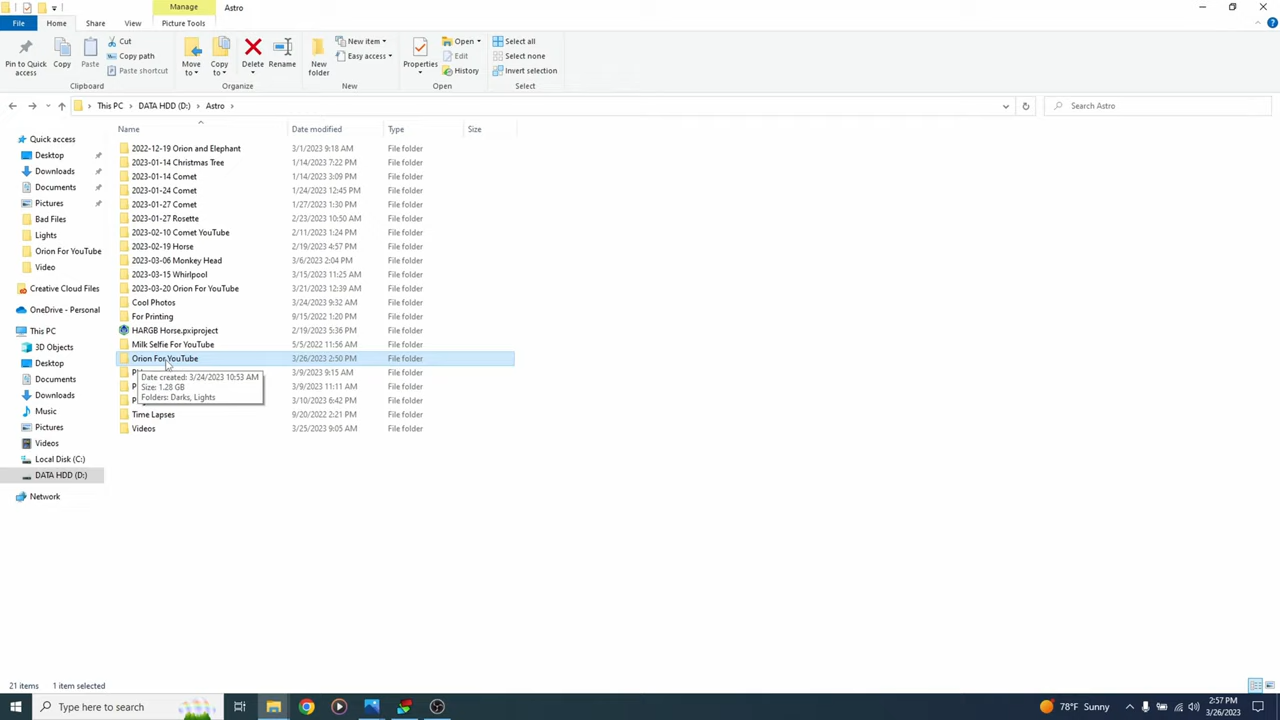 Manage
Astro
File
Home
Share
View
Picture Tools
Pin to Quick access
Copy
Paste
Cut
Copy path
Paste shortcut
Clipboard
Move to
Copy to
Delete
Rename
Organize
New folder
New item
Easy access
New
Properties
Open
Edit
History
Open
Select all
Select none
Invert selection
Select
This PC > DATA HDD (D:) > Astro >
Search Astro
Name
Date modified
Type
Size
Quick access
Desktop
Downloads
Documents
Pictures
Bad Files
Lights
Orion For YouTube
Video
Creative Cloud Files
OneDrive - Personal
This PC
3D Objects
Desktop
Documents
Downloads
Music
Pictures
Videos
Local Disk (C:)
DATA HDD (D:)
Network
2022-12-19 Orion and Elephant 3/1/2023 9:18 AM File folder
2023-01-14 Christmas Tree 1/14/2023 7:22 PM File folder
2023-01-14 Comet 1/14/2023 3:09 PM File folder
2023-01-24 Comet 1/24/2023 12:45 PM File folder
2023-01-27 Comet 1/27/2023 1:30 PM File folder
2023-01-27 Rosette 2/23/2023 10:50 AM File folder
2023-02-10 Comet YouTube 2/11/2023 1:24 PM File folder
2023-02-19 Horse 2/19/2023 4:57 PM File folder
2023-03-06 Monkey Head 3/6/2023 2:04 PM File folder
2023-03-15 Whirlpool 3/15/2023 11:25 AM File folder
2023-03-20 Orion For YouTube 3/21/2023 12:39 AM File folder
Cool Photos 3/24/2023 9:32 AM File folder
For Printing 9/15/2022 1:20 PM File folder
HARGB Horse.pxiproject 2/19/2023 5:36 PM File folder
Milk Selfie For YouTube 5/5/2022 11:56 AM File folder
Orion For YouTube 3/26/2023 2:50 PM File folder
3/9/2023 9:15 AM File folder
3/9/2023 11:11 AM File folder
3/10/2023 6:42 PM File folder
Time Lapses 9/20/2022 2:21 PM File folder
Videos 3/25/2023 9:05 AM File folder
Date created: 3/24/2023 10:53 AM
Size: 1.28 GB
Folders: Darks, Lights
21 items 1 item selected
Type here to search
78°F Sunny
2:57 PM
3/26/2023